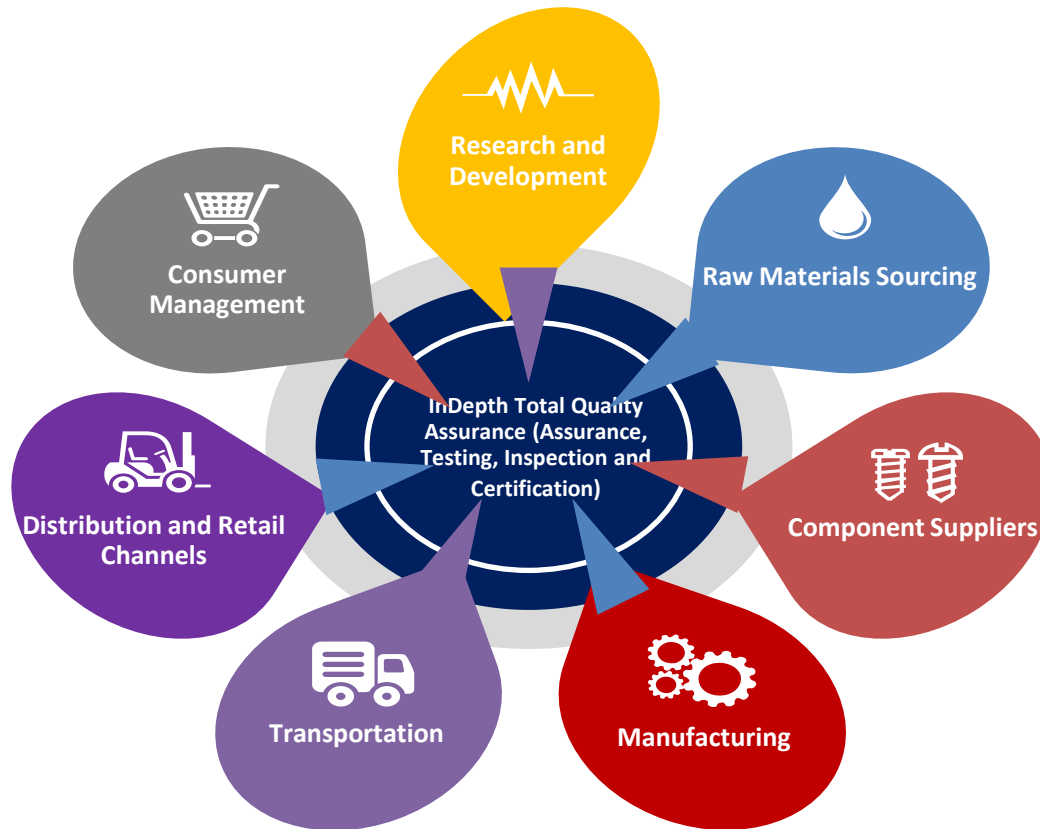 Research and
Development
Raw Materials Sourcing
Component Suppliers
Manufacturing
Transportation
Distribution and Retail
Channels
Consumer
Management
InDepth Total Quality
Assurance (Assurance,
Testing, Inspection and
Certification)